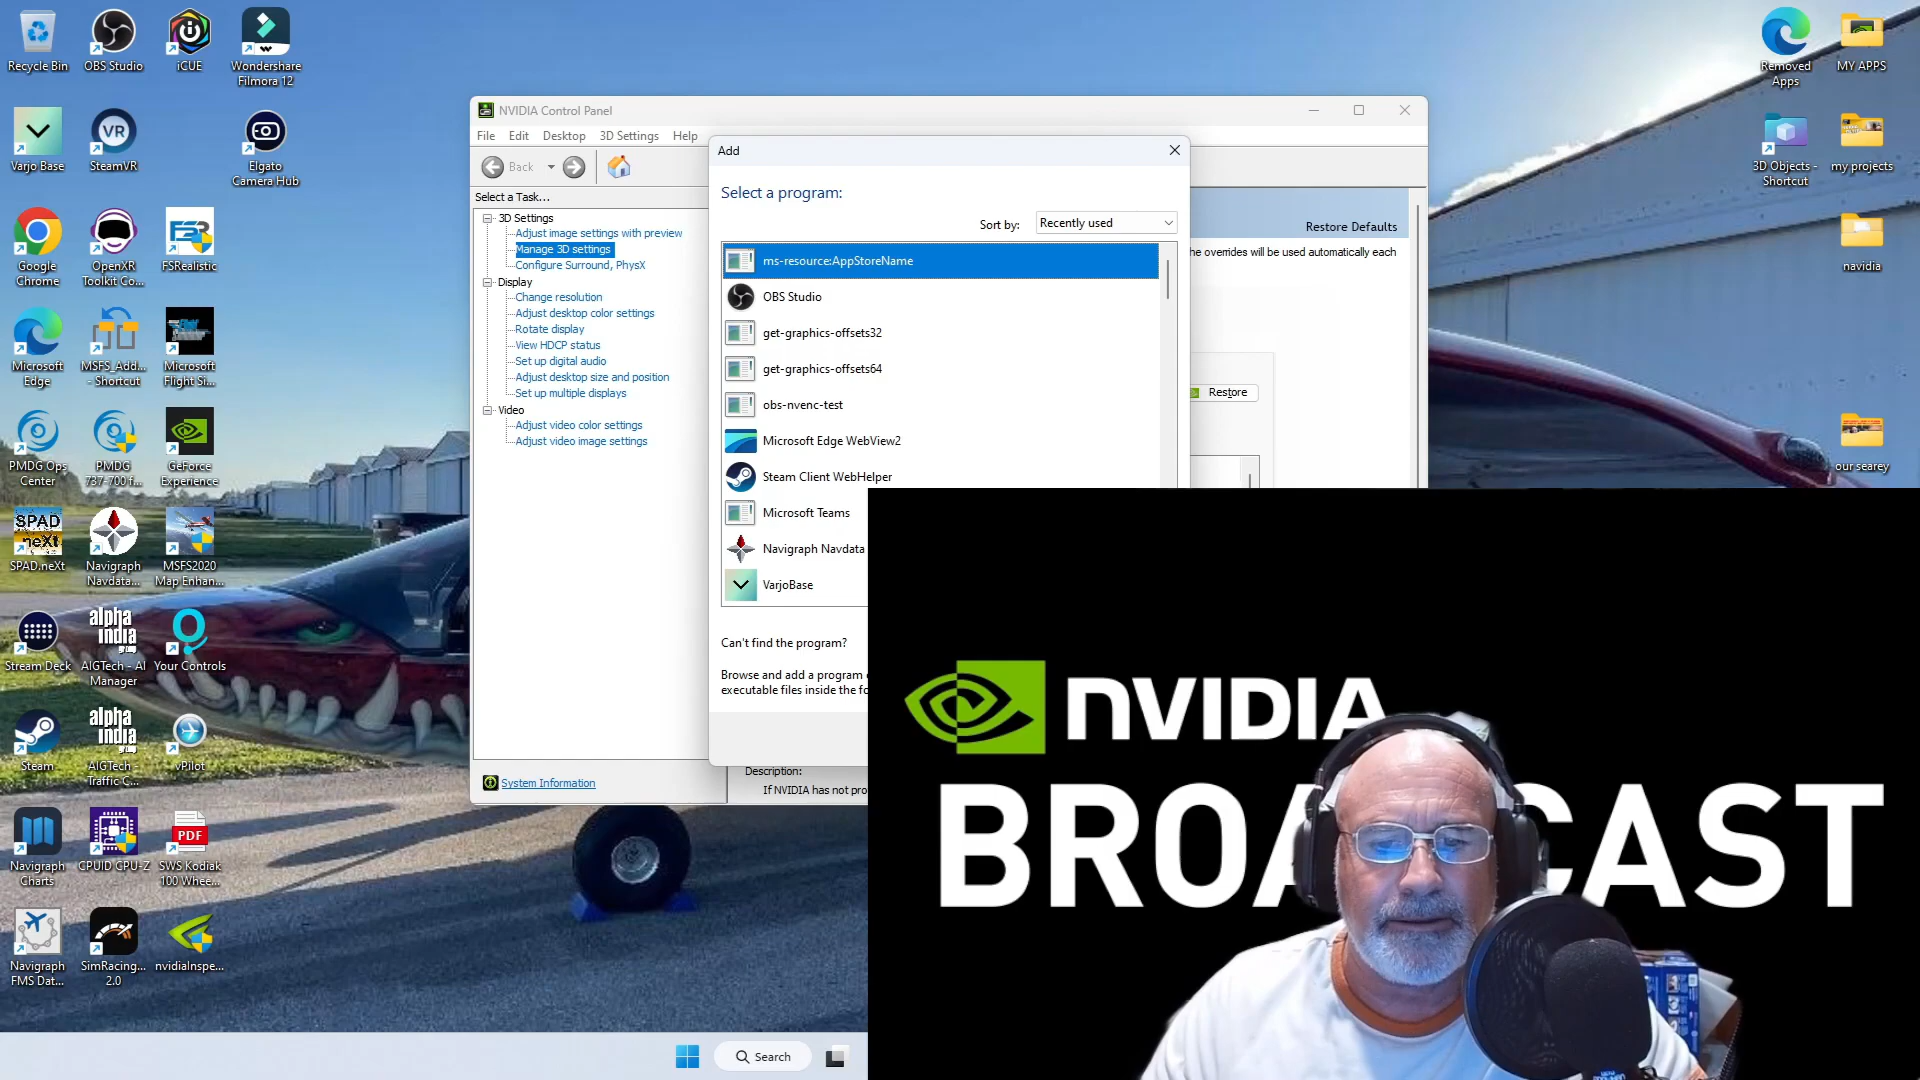 Recycle Bin
OBS Studio
iCUE
Wondershare
Filmora 12
Varjo Base
SteamVR
Elgato
Camera Hub
Google
Chrome
OpenXR
Toolkit Co...
FSRealistic
Microsoft
Edge
MSFS_Add...
- Shortcut
Microsoft
Flight Si...
PMDG Ops
Center
PMDG
737-700 f...
GeForce
Experience
SPAD.neXt
Navigraph
Navdata...
MSFS2020
Map Enhan...
Stream Deck
AIGTech - AI
Manager
Your Controls
Steam
AIGTech -
Traffic C...
vPilot
Navigraph
Charts
CPUID CPU-Z
SWS Kodiak
100 Whee...
Navigraph
FMS Dat...
SimRacing...
2.0
nvidiaInspe...
SPAD
neXt
alpha
india
alpha
india
PDF
VR
FSR
NVIDIA Control Panel
File Edit Desktop 3D Settings Help
Back
Select a Task...
3D Settings
Adjust image settings with preview
Manage 3D settings
Configure Surround, PhysX
Display
Change resolution
Adjust desktop color settings
Rotate display
View HDCP status
Set up digital audio
Adjust desktop size and position
Set up multiple displays
Video
Adjust video color settings
Adjust video image settings
System Information
Add
Select a program:
Sort by: Recently used
ms-resource:AppStoreName
OBS Studio
get-graphics-offsets32
get-graphics-offsets64
obs-nvenc-test
Microsoft Edge WebView2
Steam Client WebHelper
Microsoft Teams
Navigraph Navdata
VarjoBase
Can't find the program?
Browse and add a program
executable files inside the
Restore Defaults
he overrides will be used automatically each
Restore
Description:
If NVIDIA has not
Removed
Apps
MY APPS
3D Objects -
Shortcut
my projects
navidia
our searey
NVIDIA
BROADCAST
Search